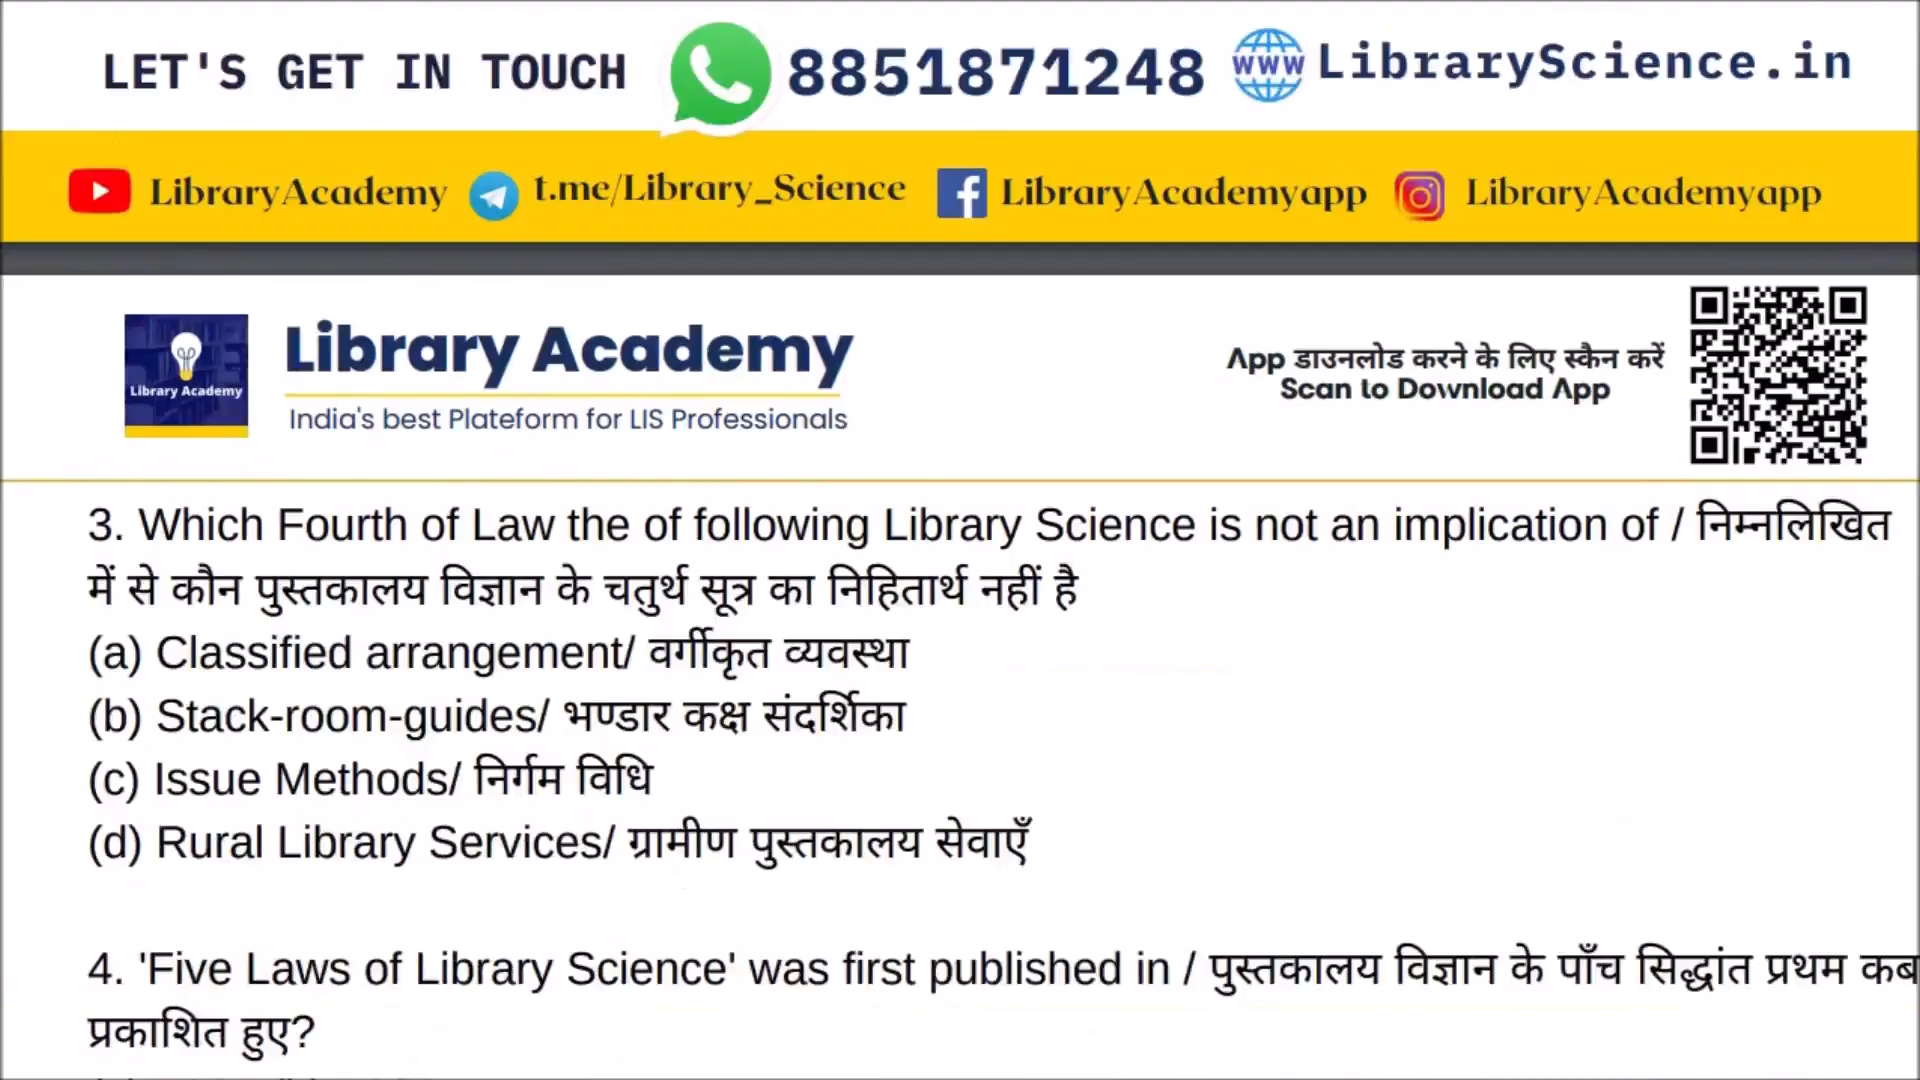 LET'S GET IN TOUCH 8851871248 www LibraryScience.in
LibraryAcademy t.me/Library_Science f LibraryAcademyapp LibraryAcademyapp
Library Academy
Library Academy
India's best Plateform for LIS Professionals
App डाउनलोड करने के लिए स्कैन करें
Scan to Download App
3. Which Fourth of Law the of following Library Science is not an implication of / निम्नलिखित
में से कौन पुस्तकालय विज्ञान के चतुर्थ सूत्र का निहितार्थ नहीं है
(a) Classified arrangement/ वर्गीकृत व्यवस्था
(b) Stack-room-guides/ भण्डार कक्ष संदर्शिका
(c) Issue Methods/ निर्गम विधि
(d) Rural Library Services/ ग्रामीण पुस्तकालय सेवाएँ
4. 'Five Laws of Library Science' was first published in / पुस्तकालय विज्ञान के पाँच सिद्धांत प्रथम कब
प्रकाशित हुए?